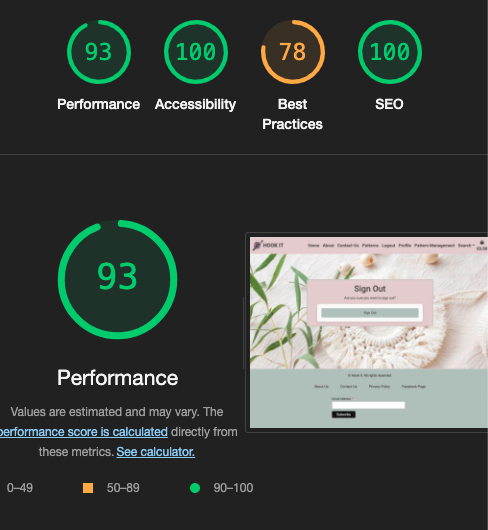 93
100
78
100
Performance
Accessibility
Best
Practices
SEO
93
Performance
Values are estimated and may vary. The
performance score is calculated directly from
these metrics. See calculator.
0–49
50–89
90–100
HOOK IT
Home About Contact Us Patterns Logout Profile Pattern Management Search
Sign Out
Are you sure you want to sign out?
Sign Out
© Hook It. All rights reserved.
About Us Contact Us Privacy Policy Facebook Page
Email address *
Subscribe